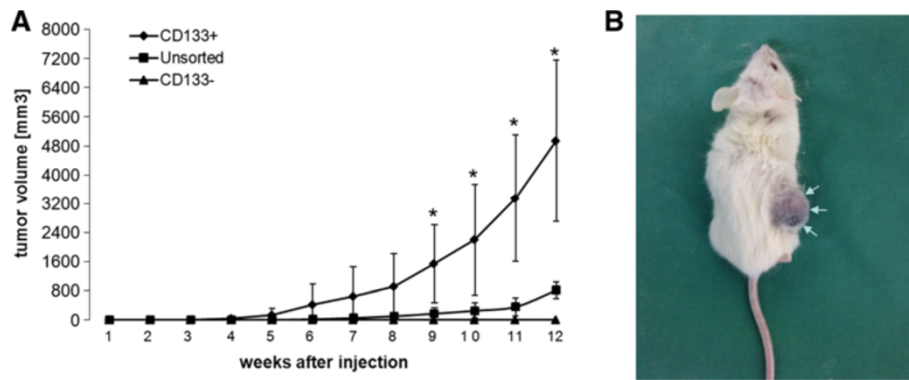 A
B
8000
7200
6400
5600
4800
4000
3200
2400
1600
800
0
tumor volume [mm3]
CD133+
Unsorted
CD133-
*
*
*
*
1 2 3 4 5 6 7 8 9 10 11 12
weeks after injection